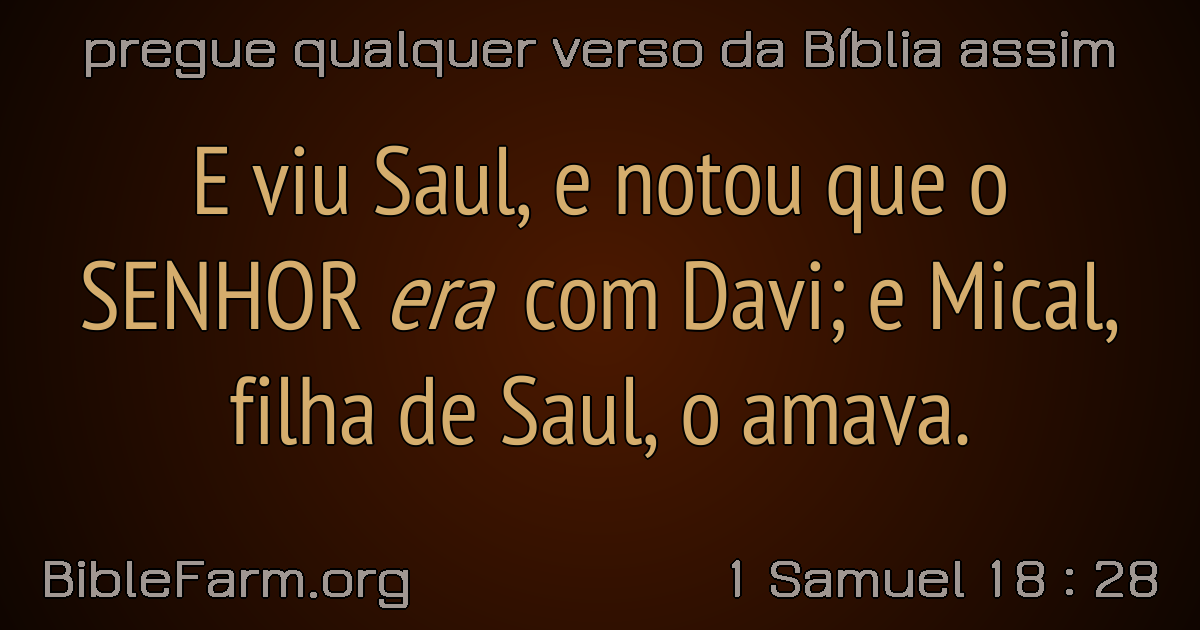 pregue qualquer verso da Bíblia assim
E viu Saul, e notou que o
SENHOR era com Davi; e Mical,
filha de Saul, o amava.
BibleFarm.org
1 Samuel 18 : 28